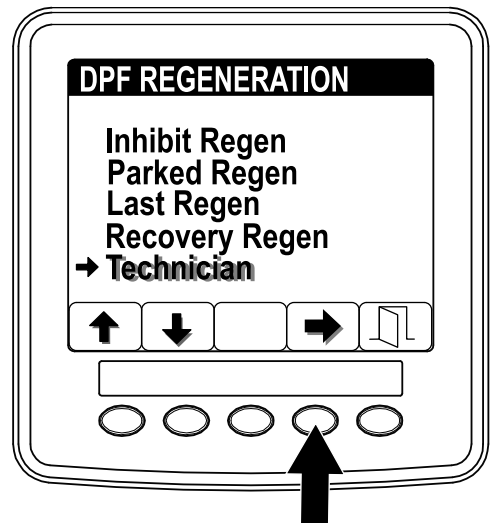 DPF REGENERATION
Inhibit Regen
Parked Regen
Last Regen
Recovery Regen
Technician